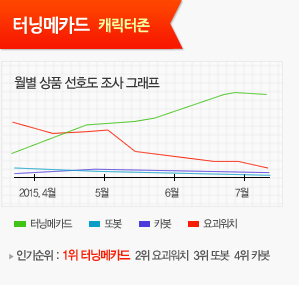 터닝메카드 캐릭터존
월별 상품 선호도 조사 그래프
2015, 4월 5월 6월 7월
터닝메카드 또봇 카봇 요괴워치
인기순위 : 1위 터닝메카드 2위 요괴워치 3위 또봇 4위 카봇